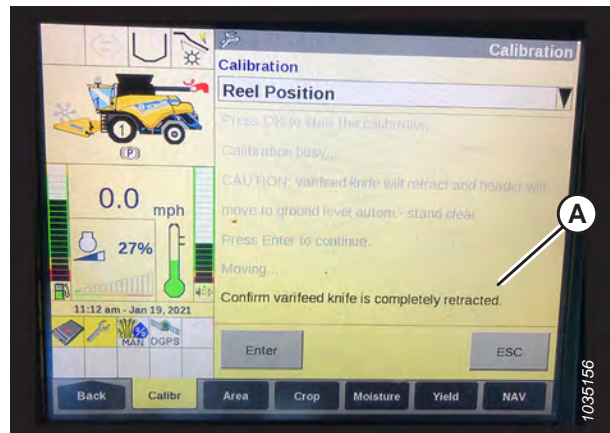 Calibration
Calibration
Reel Position
Press OK to start the calibration.
Calibration busy...
CAUTION: varifeed knife will retract and header will
move to ground level autom.- stand clear
Press Enter to continue.
Moving...
Confirm varifeed knife is completely retracted.
A
1
(P)
0.0 mph
27%
11:12 am - Jan 19, 2021
MAN
DGPS
Enter
ESC
Back
Calibr
Area
Crop
Moisture
Yield
NAV
1035156